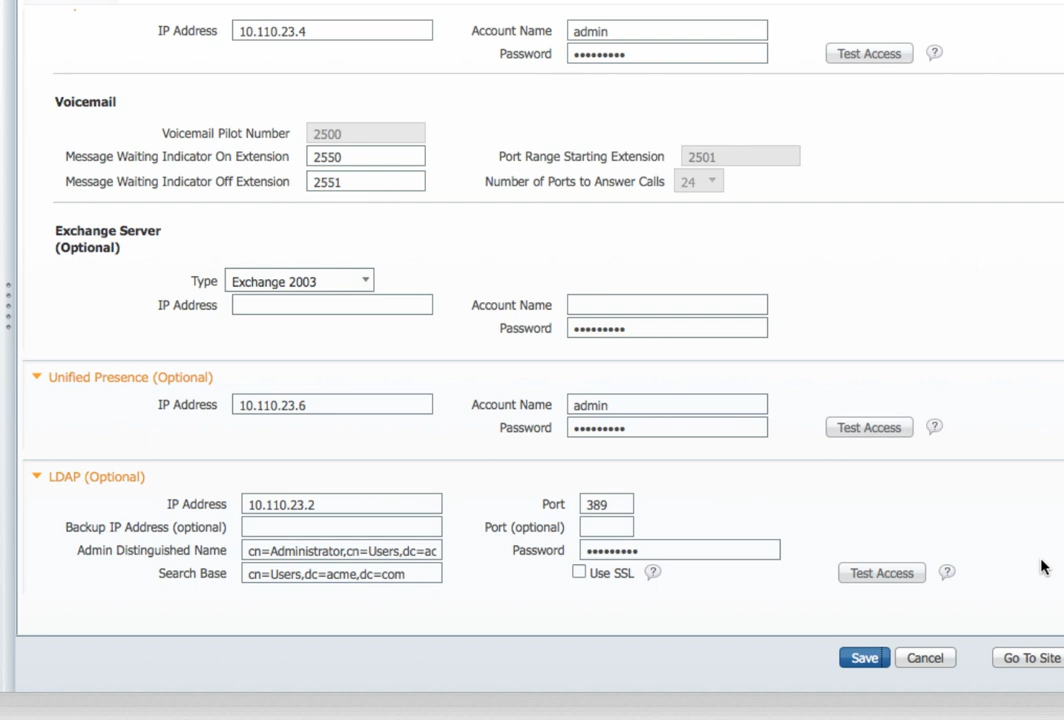 IP Address 10.110.23.4 Account Name admin
Password ••••••••• Test Access ?
Voicemail
Voicemail Pilot Number 2500
Message Waiting Indicator On Extension 2550 Port Range Starting Extension 2501
Message Waiting Indicator Off Extension 2551 Number of Ports to Answer Calls 24
Exchange Server
(Optional)
Type Exchange 2003
IP Address Account Name
Password •••••••••
Unified Presence (Optional)
IP Address 10.110.23.6 Account Name admin
Password ••••••••• Test Access ?
LDAP (Optional)
IP Address 10.110.23.2 Port 389
Backup IP Address (optional) Port (optional)
Admin Distinguished Name cn=Administrator,cn=Users,dc=ac Password •••••••••
Search Base cn=Users,dc=acme,dc=com Use SSL ? Test Access ?
Save Cancel Go To Site